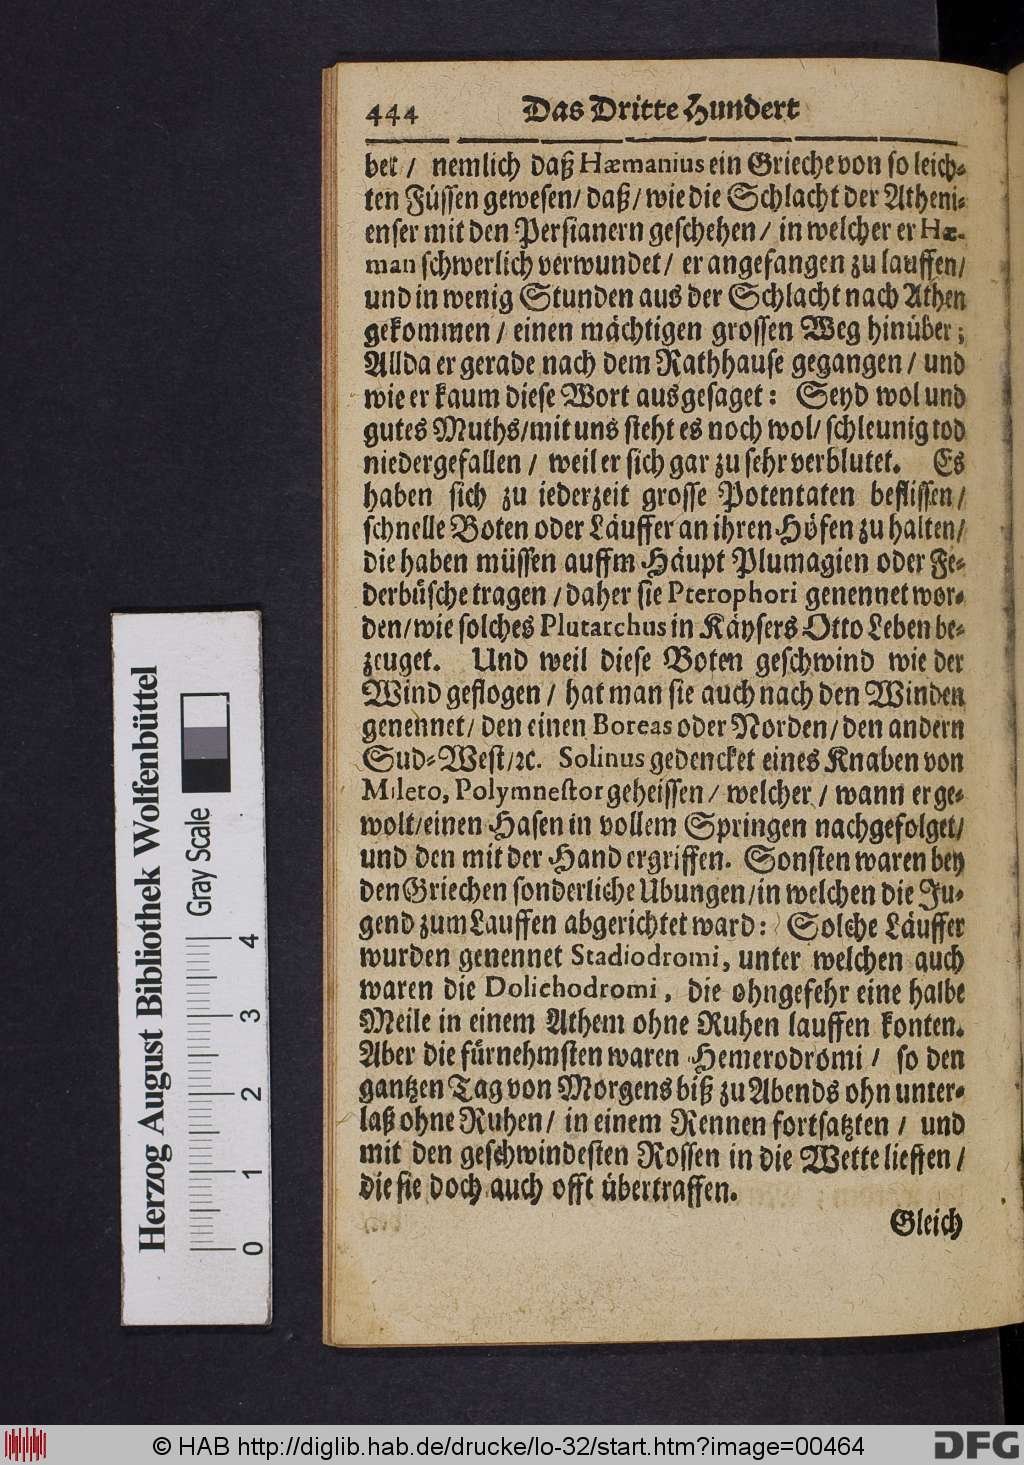 444 Das Dritte Hundert
ber / nemlich daß Hæmanius ein Grieche von so leich-
ten Füssen gewesen / daß / wie die Schlacht der Atheni-
enser mit den Persianern geschehen / in welcher er Hæ-
man schwerlich verwundet / er angefangen zu lauffen /
und in wenig Stunden aus der Schlacht nach Athen
gekommen / einen mächtigen grossen Weg hinüber ;
Allda er gerade nach dem Rathhause gegangen / und
wie er kaum diese Wort ausgesaget : Seyd wol und
gutes Muths / mit uns steht es noch wol / schleunig tod
niedergefallen / weil er sich gar zu sehr verblutet. Es
haben sich zu iederzeit grosse Potentaten beflissen /
schnelle Boten oder Läuffer an ihren Höfen zu halten /
die haben müssen auffm Häupt Plumagien oder Fe-
derbüsche tragen / daher sie Pterophori genennet wor-
den / wie solches Plutarchus in Käysers Otto Leben be-
zeuget. Und weil diese Boten geschwind wie der
Wind geflogen / hat man sie auch nach den Winden
genennet / den einen Boreas oder Norden / den andern
Sud-West / ꝛc. Solinus gedencket eines Knaben von
Mileto, Polymnestor geheissen / welcher / wann er ge-
wolt / einen Hasen in vollem Springen nachgefolget /
und den mit der Hand ergriffen. Sonsten waren bey
den Griechen sonderliche Ubungen / in welchen die Ju-
gend zum Lauffen abgerichtet ward : Solche Läuffer
wurden genennet Stadiodromi, unter welchen auch
waren die Dolichodromi, die ohngefehr eine halbe
Meile in einem Athem ohne Ruhen lauffen konten.
Aber die fürnehmsten waren Hemerodromi / so den
gantzen Tag von Morgens biß zu Abends ohn unter-
laß ohne Ruhen / in einem Rennen fortsatzten / und
mit den geschwindesten Rossen in die Wette lieffen /
die sie doch auch offt übertraffen.
Gleich
Herzog August Bibliothek Wolfenbüttel
Gray Scale
0 1 2 3 4
© HAB http://diglib.hab.de/drucke/lo-32/start.htm?image=00464
DFG